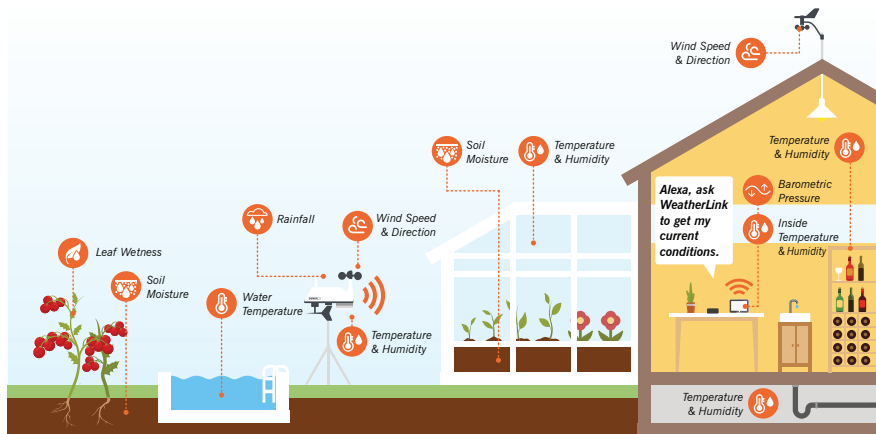 Wind Speed
& Direction
Soil
Moisture
Temperature
& Humidity
Temperature
& Humidity
Alexa, ask
WeatherLink
to get my
current
conditions.
Barometric
Pressure
Inside
Temperature
& Humidity
Rainfall
Wind Speed
& Direction
Leaf Wetness
Soil
Moisture
Water
Temperature
Temperature
& Humidity
Temperature
& Humidity